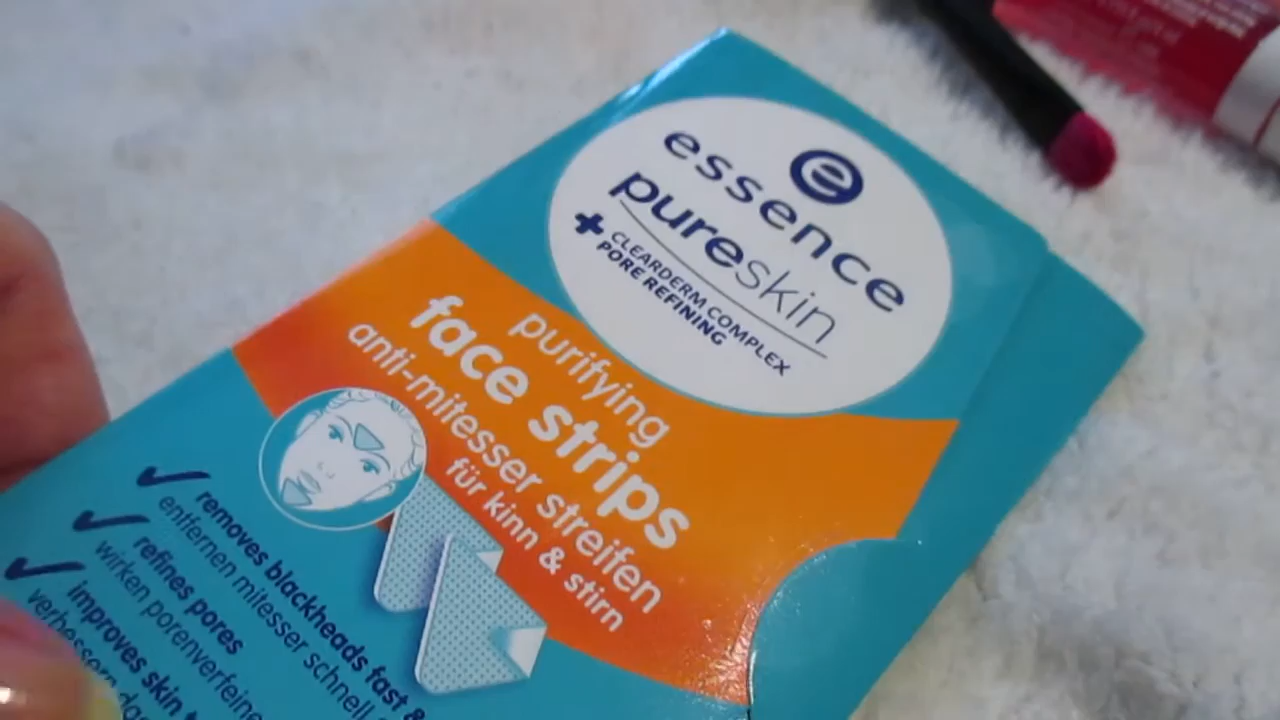 e
essence
pureskin
+ CLEARDERM COMPLEX
PORE REFINING
purifying
face strips
anti-mitesser streifen
für kinn & stirn
✓ removes blackheads fast &
entfernen mitesser schnell
✓ refines pores
wirken porenverfeine
✓ improves skin